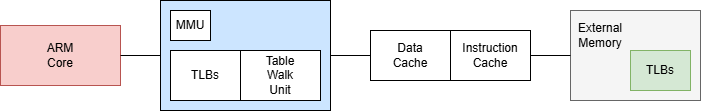 ARM
Core
MMU
TLBs
Table
Walk
Unit
Data
Cache
Instruction
Cache
External
Memory
TLBs